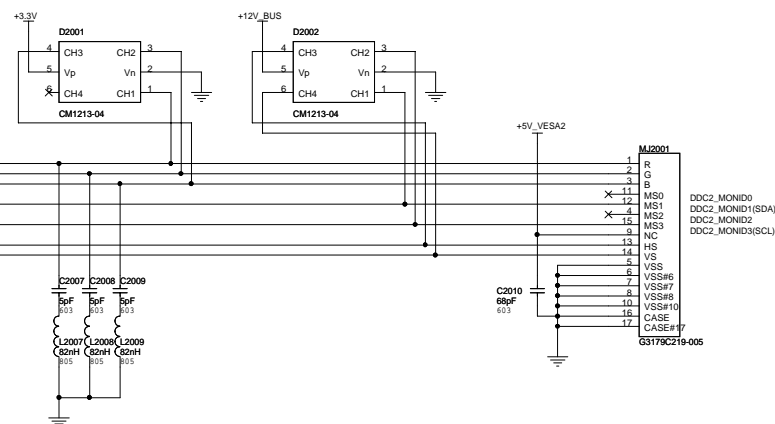 +3.3V
D2001
4 CH3 CH2 3
5 Vp Vn 2
6 CH4 CH1 1
CM1213-04
+12V_BUS
D2002
4 CH3 CH2 3
5 Vp Vn 2
6 CH4 CH1 1
CM1213-04
+5V_VESA2
MJ2001
1 R
2 G
3 B
11 MS0
12 MS1
4 MS2
15 MS3
9 NC
13 HS
14 VS
5 VSS
6 VSS#6
7 VSS#7
8 VSS#8
10 VSS#10
16 CASE
17 CASE#17
G3179C219-005
DDC2_MONID0
DDC2_MONID1(SDA)
DDC2_MONID2
DDC2_MONID3(SCL)
C2007 C2008 C2009
5pF 5pF 5pF
603 603 603
L2007 L2008 L2009
82nH 82nH 82nH
805 805 805
C2010
68pF
603